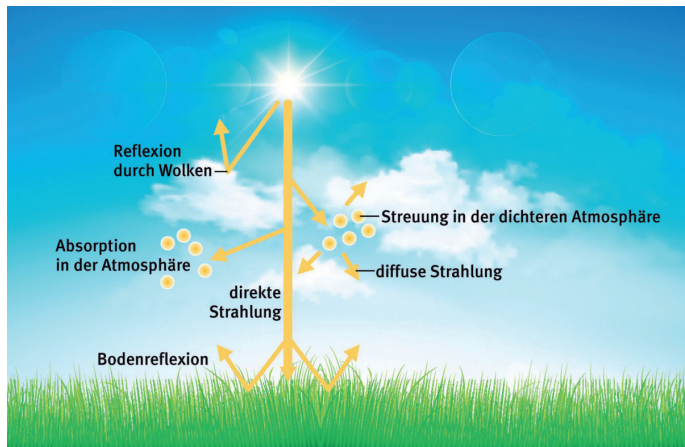 Reflexion
durch Wolken
Streuung in der dichteren Atmosphäre
Absorption
in der Atmosphäre
diffuse Strahlung
direkte
Strahlung
Bodenreflexion